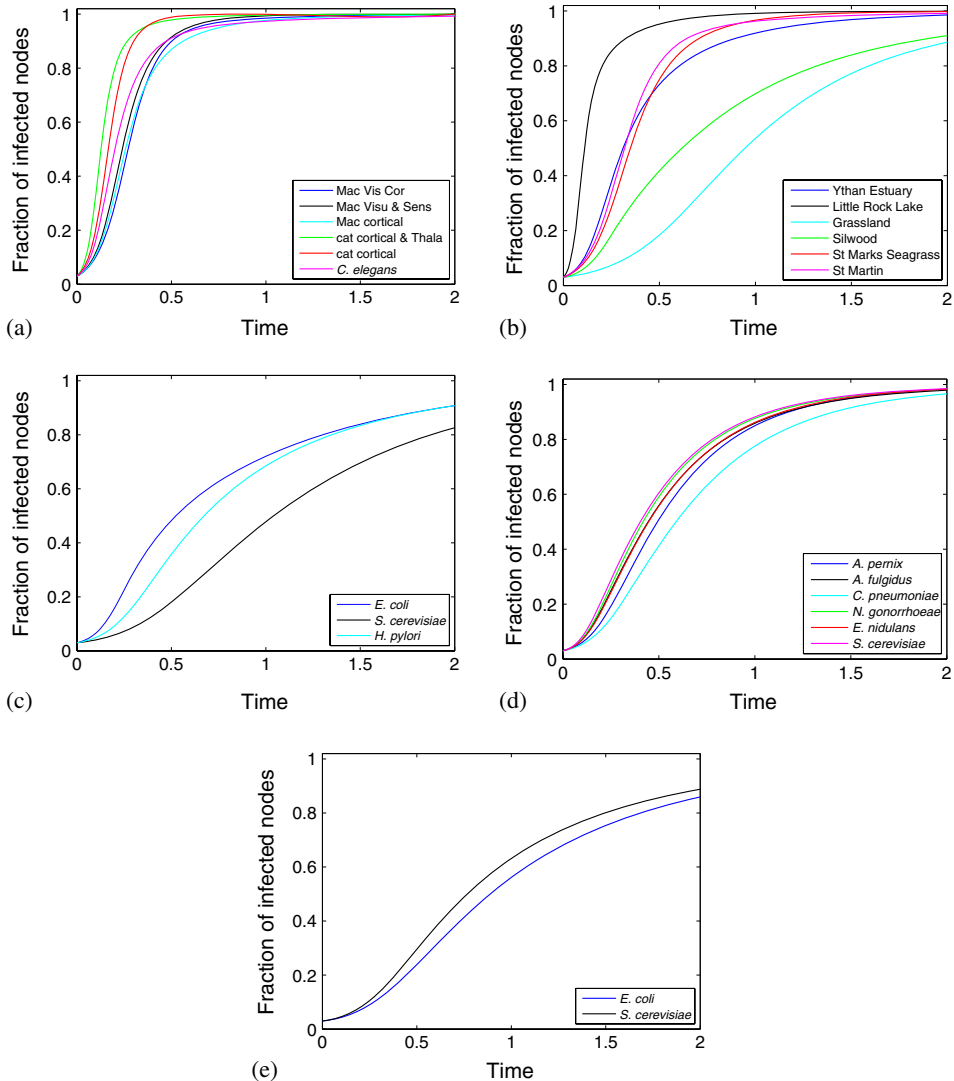 Fraction of infected nodes
1
0.8
0.6
0.4
0.2
0
0
0.5
1
1.5
2
Time
Mac Vis Cor
Mac Visu & Sens
Mac cortical
cat cortical & Thala
cat cortical
C. elegans
(a)
Ffraction of infected nodes
1
0.8
0.6
0.4
0.2
0
0
0.5
1
1.5
2
Time
Ythan Estuary
Little Rock Lake
Grassland
Silwood
St Marks Seagrass
St Martin
(b)
Fraction of infected nodes
1
0.8
0.6
0.4
0.2
0
0
0.5
1
1.5
2
Time
E. coli
S. cerevisiae
H. pylori
(c)
Fraction of infected nodes
1
0.8
0.6
0.4
0.2
0
0
0.5
1
1.5
2
Time
A. pernix
A. fulgidus
C. pneumoniae
N. gonorrhoeae
E. nidulans
S. cerevisiae
(d)
Fraction of infected nodes
1
0.8
0.6
0.4
0.2
0
0
0.5
1
1.5
2
Time
E. coli
S. cerevisiae
(e)